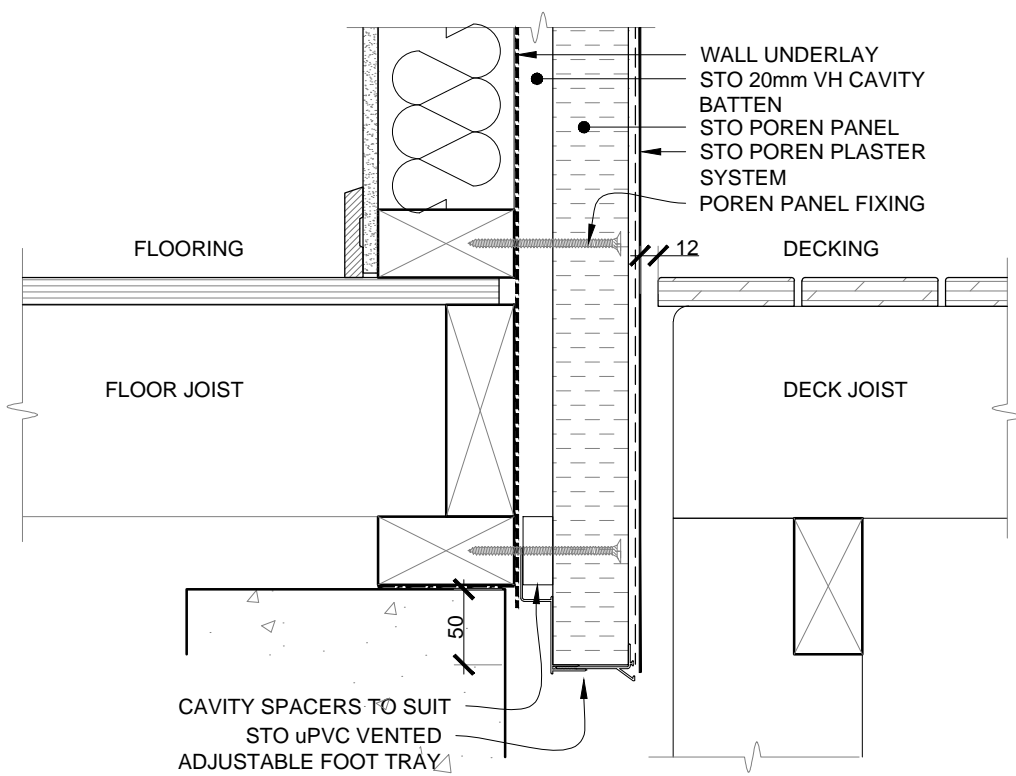 WALL UNDERLAY
STO 20mm VH CAVITY
BATTEN
STO POREN PANEL
STO POREN PLASTER
SYSTEM
POREN PANEL FIXING
FLOORING
12
DECKING
FLOOR JOIST
DECK JOIST
50
CAVITY SPACERS TO SUIT
STO uPVC VENTED
ADJUSTABLE FOOT TRAY